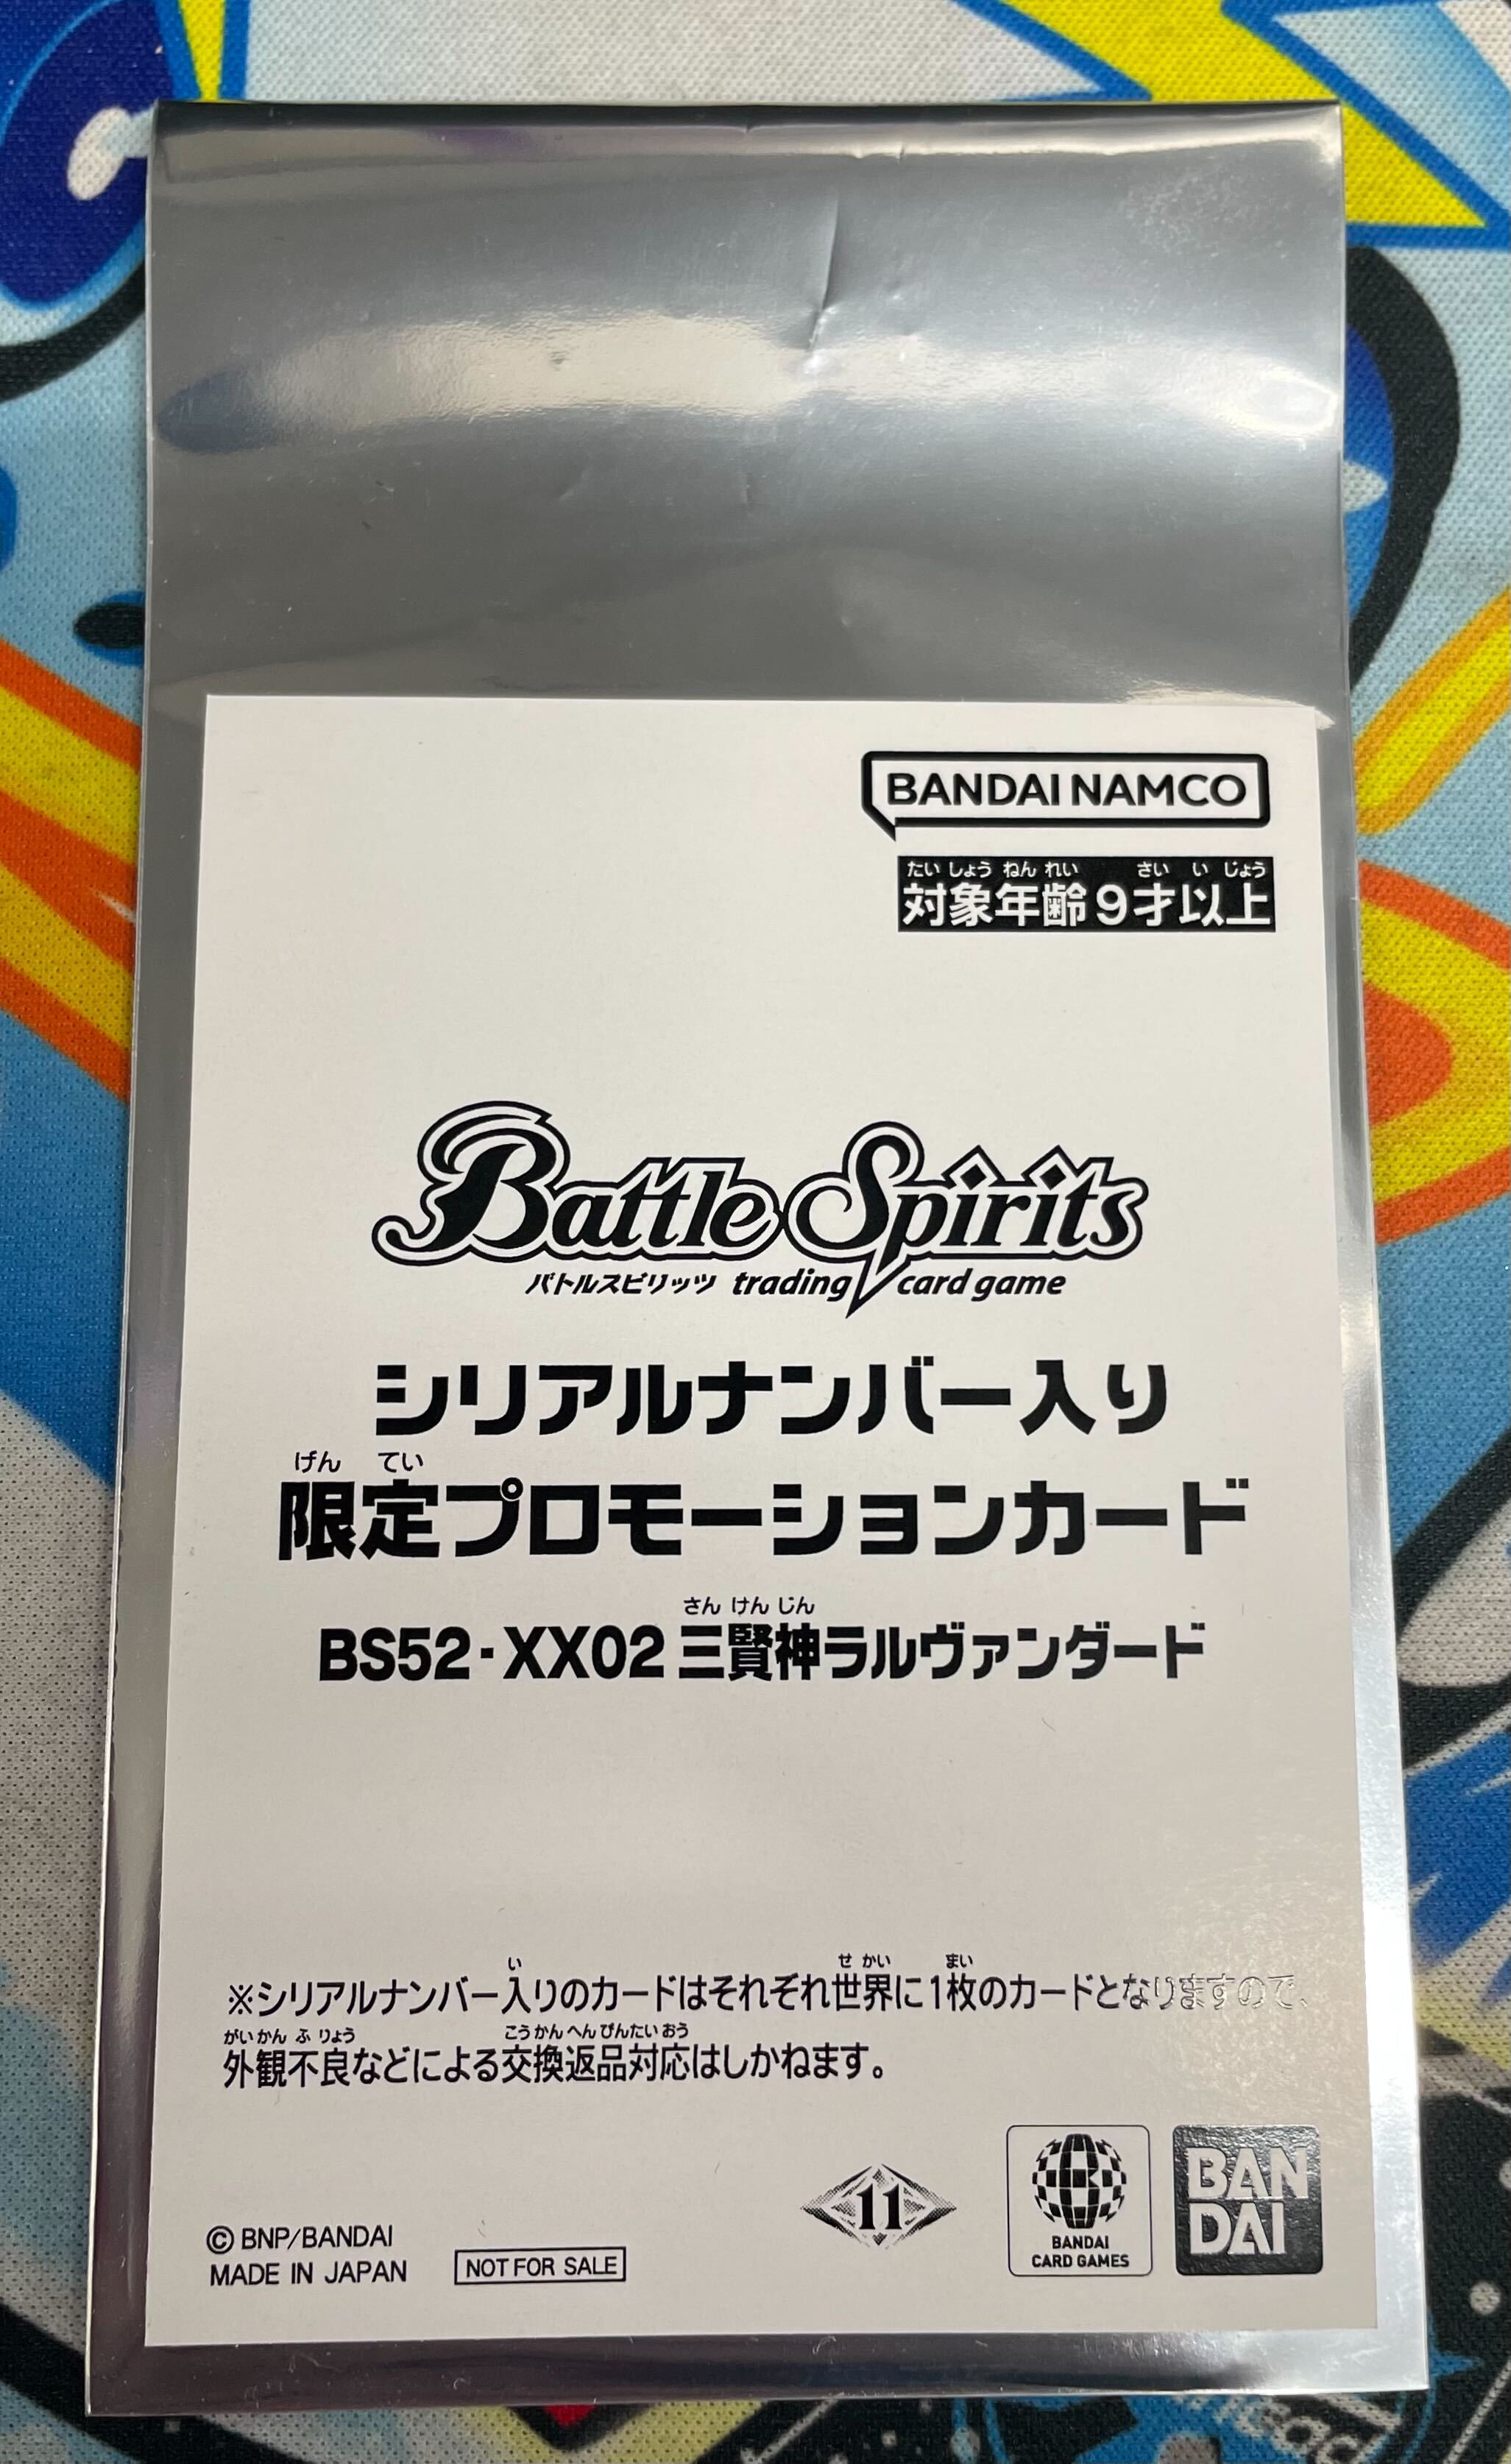 BANDAI NAMCO
たいしょうねんれい さいいじょう
対象年齢9才以上
Battle Spirits
バトルスピリッツ trading card game
シリアルナンバー入り
げんてい
限定プロモーションカード
さんけんじん
BS52-XX02 三賢神ラルヴァンダード
い せかい まい
※シリアルナンバー入りのカードはそれぞれ世界に1枚のカードとなりますので、
がいかんふりょう こうかんへんぴんたいおう
外観不良などによる交換返品対応はしかねます。
© BNP/BANDAI
MADE IN JAPAN
NOT FOR SALE
11
BANDAI
CARD GAMES
BAN
DAI